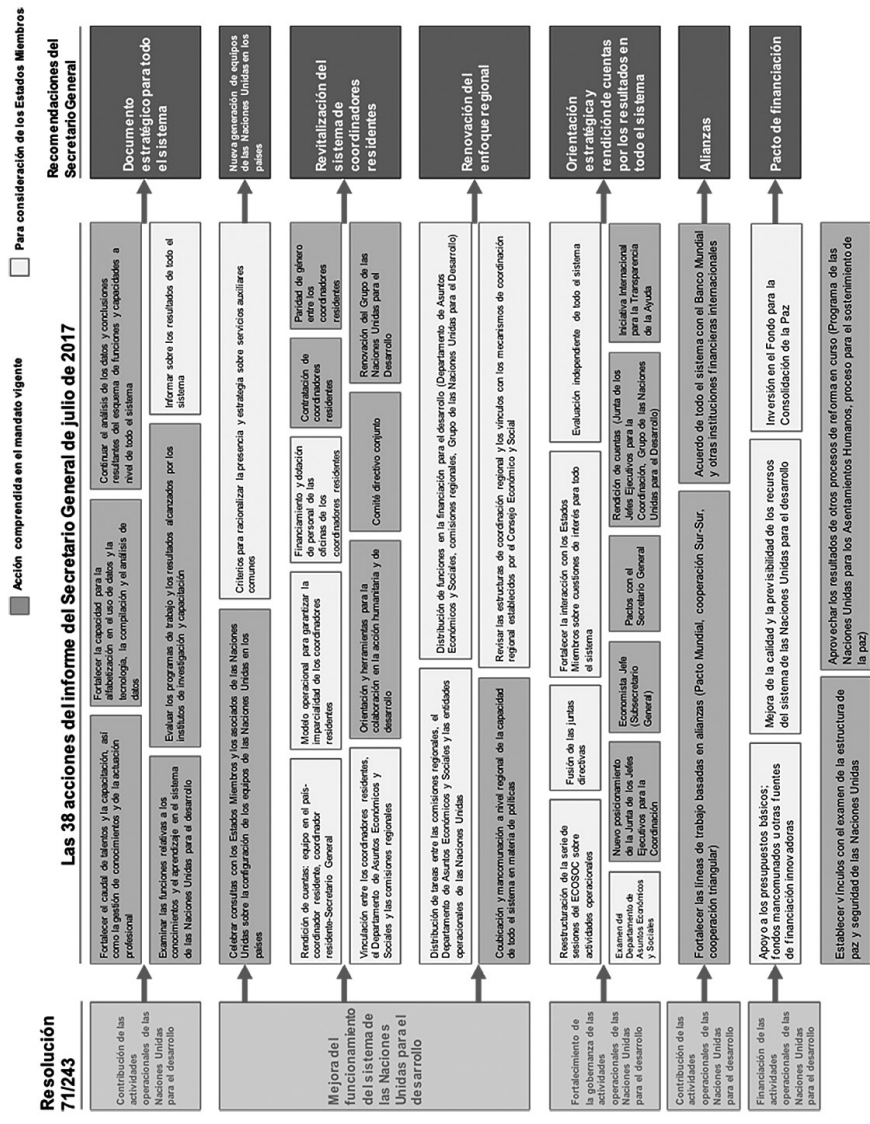 Acción comprendida en el mandato vigente
Para consideración de los Estados Miembros
Resolución
71/243
Las 38 acciones del informe del Secretario General de julio de 2017
Recomendaciones del
Secretario General
Contribución de las
actividades
operacionales de las
Naciones Unidas
para el desarrollo
Fortalecer el caudal de talentos y la capacitación, así
como la gestión de conocimientos y de la actuación
profesional
Fortalecer la capacidad para la
alfabetización en el uso de datos y la
tecnología, la compilación y el análisis de
datos
Continuar el análisis de los datos y conclusiones
resultantes del esquema de funciones y capacidades a
nivel de todo el sistema
Examinar las funciones relativas a los
conocimientos y el aprendizaje en el sistema
de las Naciones Unidas para el desarrollo
Evaluar los programas de trabajo y los resultados alcanzados por los
institutos de investigación y capacitación
Informar sobre los resultados de todo el
sistema
Documento
estratégico para todo
el sistema
Mejora del
funcionamiento
del sistema de
las Naciones
Unidas para el
desarrollo
Celebrar consultas con los Estados Miembros y los asociados de las Naciones
Unidas sobre la configuración de los equipos de las Naciones Unidas en los
países
Criterios para racionalizar la presencia y estrategia sobre servicios auxiliares
comunes
Nueva generación de equipos
de las Naciones Unidas en los
países
Rendición de cuentas: equipo en el país-
coordinador residente, coordinador
residente-Secretario General
Modelo operacional para garantizar la
imparcialidad de los coordinadores
residentes
Financiamiento y dotación
de personal de las
oficinas de los
coordinadores residentes
Contratación de
coordinadores
residentes
Paridad de género
entre los
coordinadores
residentes
Vinculación entre los coordinadores residentes,
el Departamento de Asuntos Económicos y
Sociales y las comisiones regionales
Orientación y herramientas para la
colaboración en la acción humanitaria y de
desarrollo
Comité directivo conjunto
Renovación del Grupo de las
Naciones Unidas para el
Desarrollo
Revitalización del
sistema de
coordinadores
residentes
Distribución de tareas entre las comisiones regionales, el
Departamento de Asuntos Económicos y Sociales y las entidades
operacionales de las Naciones Unidas
Distribución de funciones en la financiación para el desarrollo (Departamento de Asuntos
Económicos y Sociales, comisiones regionales, Grupo de las Naciones Unidas para el Desarrollo)
Coubicación y mancomunación a nivel regional de la capacidad
de todo el sistema en materia de políticas
Revisar las estructuras de coordinación regional y los vínculos con los mecanismos de coordinación
regional establecidos por el Consejo Económico y Social
Renovación del
enfoque regional
Fortalecimiento de
la gobernanza de las
actividades
operacionales de las
Naciones Unidas
para el desarrollo
Reestructuración de la serie de
sesiones del ECOSOC sobre
actividades operacionales
Fusión de las juntas
directivas
Fortalecer la interacción con los Estados
Miembros sobre cuestiones de interés para todo
el sistema
Evaluación independiente de todo el sistema
Examen del
Departamento de
Asuntos Económicos
y Sociales
Nuevo posicionamiento
de la Junta de los Jefes
Ejecutivos para la
Coordinación
Economista Jefe
(Subsecretario
General)
Pactos con el
Secretario General
Rendición de cuentas (Junta de los
Jefes Ejecutivos para la
Coordinación, Grupo de las Naciones
Unidas para el Desarrollo)
Iniciativa Internacional
para la Transparencia
de la Ayuda
Orientación
estratégica y
rendición de cuentas
por los resultados en
todo el sistema
Contribución de las
actividades
operacionales de las
Naciones Unidas
para el desarrollo
Fortalecer las líneas de trabajo basadas en alianzas (Pacto Mundial, cooperación Sur-Sur,
cooperación triangular)
Acuerdo de todo el sistema con el Banco Mundial
y otras instituciones financieras internacionales
Alianzas
Financiación de las
actividades
operacionales de las
Naciones Unidas
para el desarrollo
Apoyo a los presupuestos básicos;
fondos mancomunados u otras fuentes
de financiación innovadoras
Mejora de la calidad y la previsibilidad de los recursos
del sistema de las Naciones Unidas para el desarrollo
Inversión en el Fondo para la
Consolidación de la Paz
Pacto de financiación
Establecer vínculos con el examen de la estructura de
paz y seguridad de las Naciones Unidas
Aprovechar los resultados de otros procesos de reforma en curso (Programa de las
Naciones Unidas para los Asentamientos Humanos, proceso para el sostenimiento de
la paz)